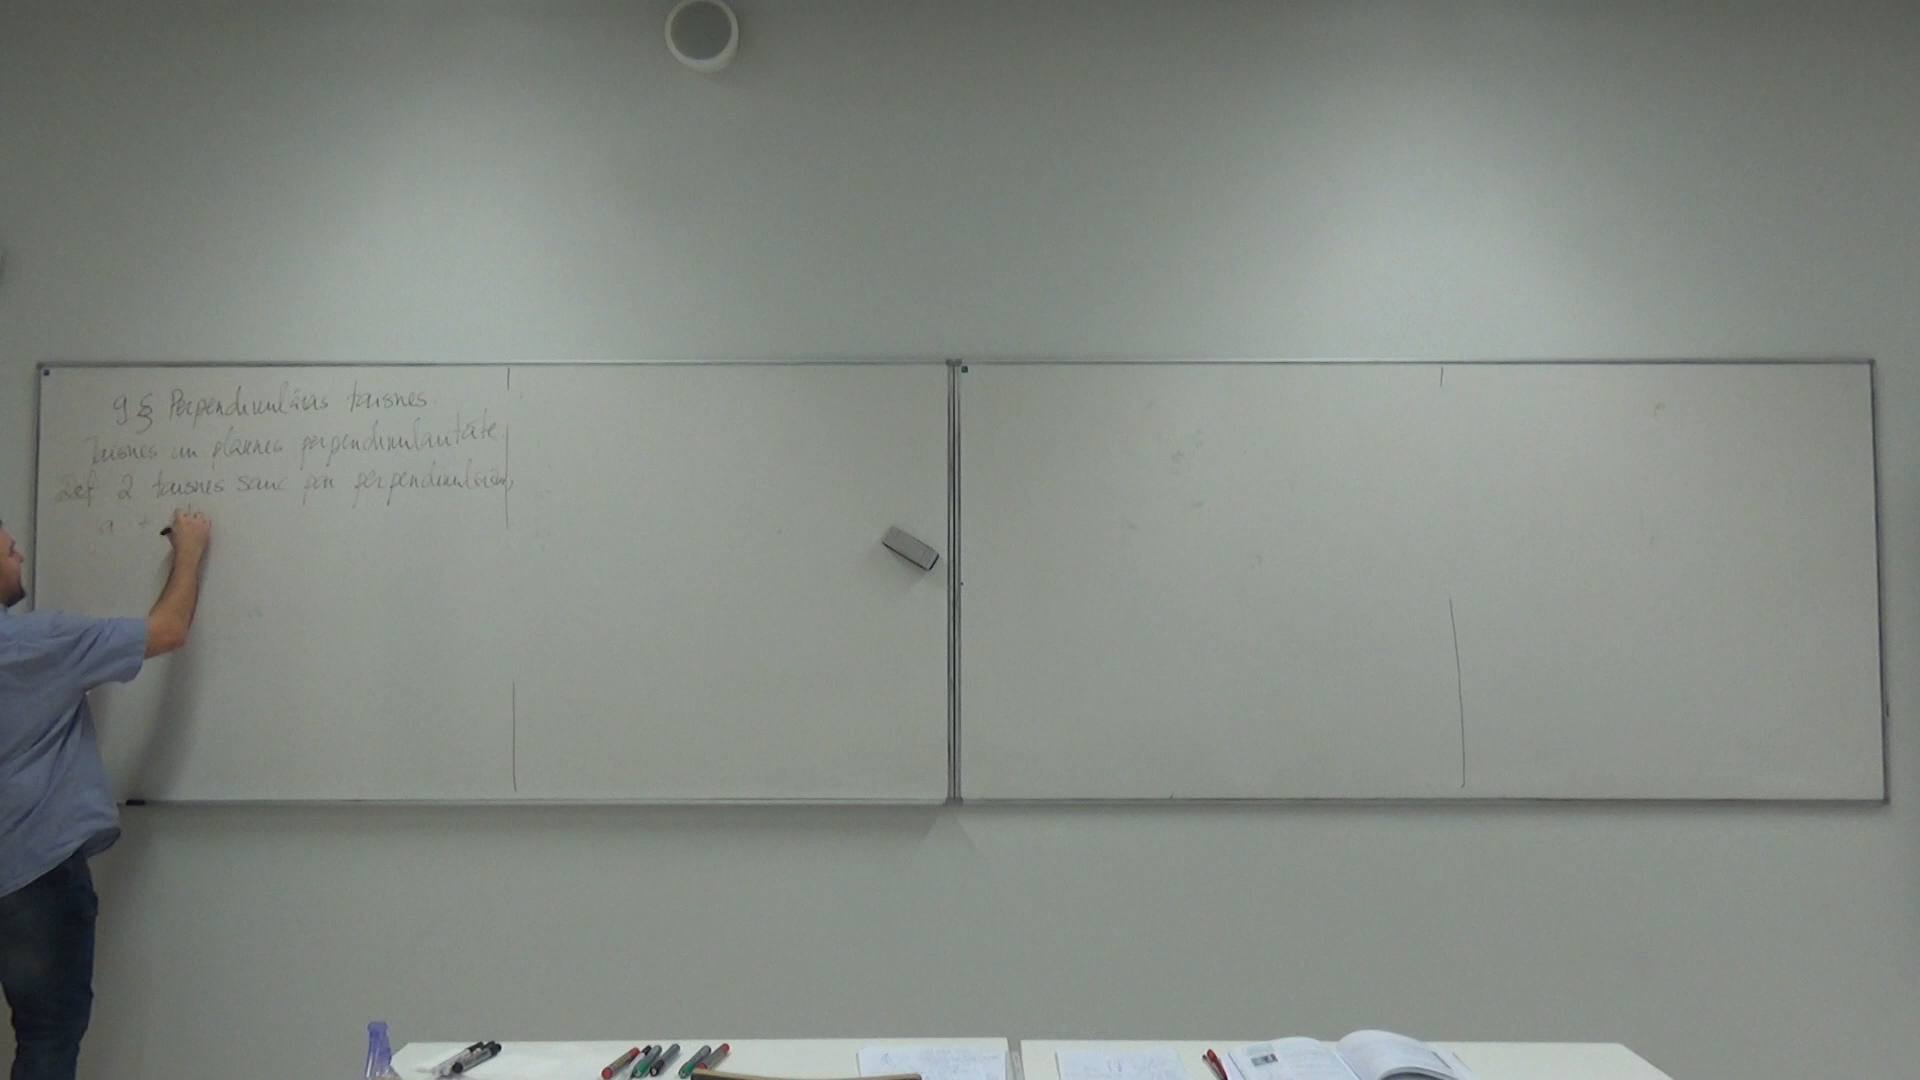 9§ Perpendikulāras taisnes.
Taisnes un plaknes perpendikularitāte.
Def 2 taisnes sauc par perpendikulārām,
a